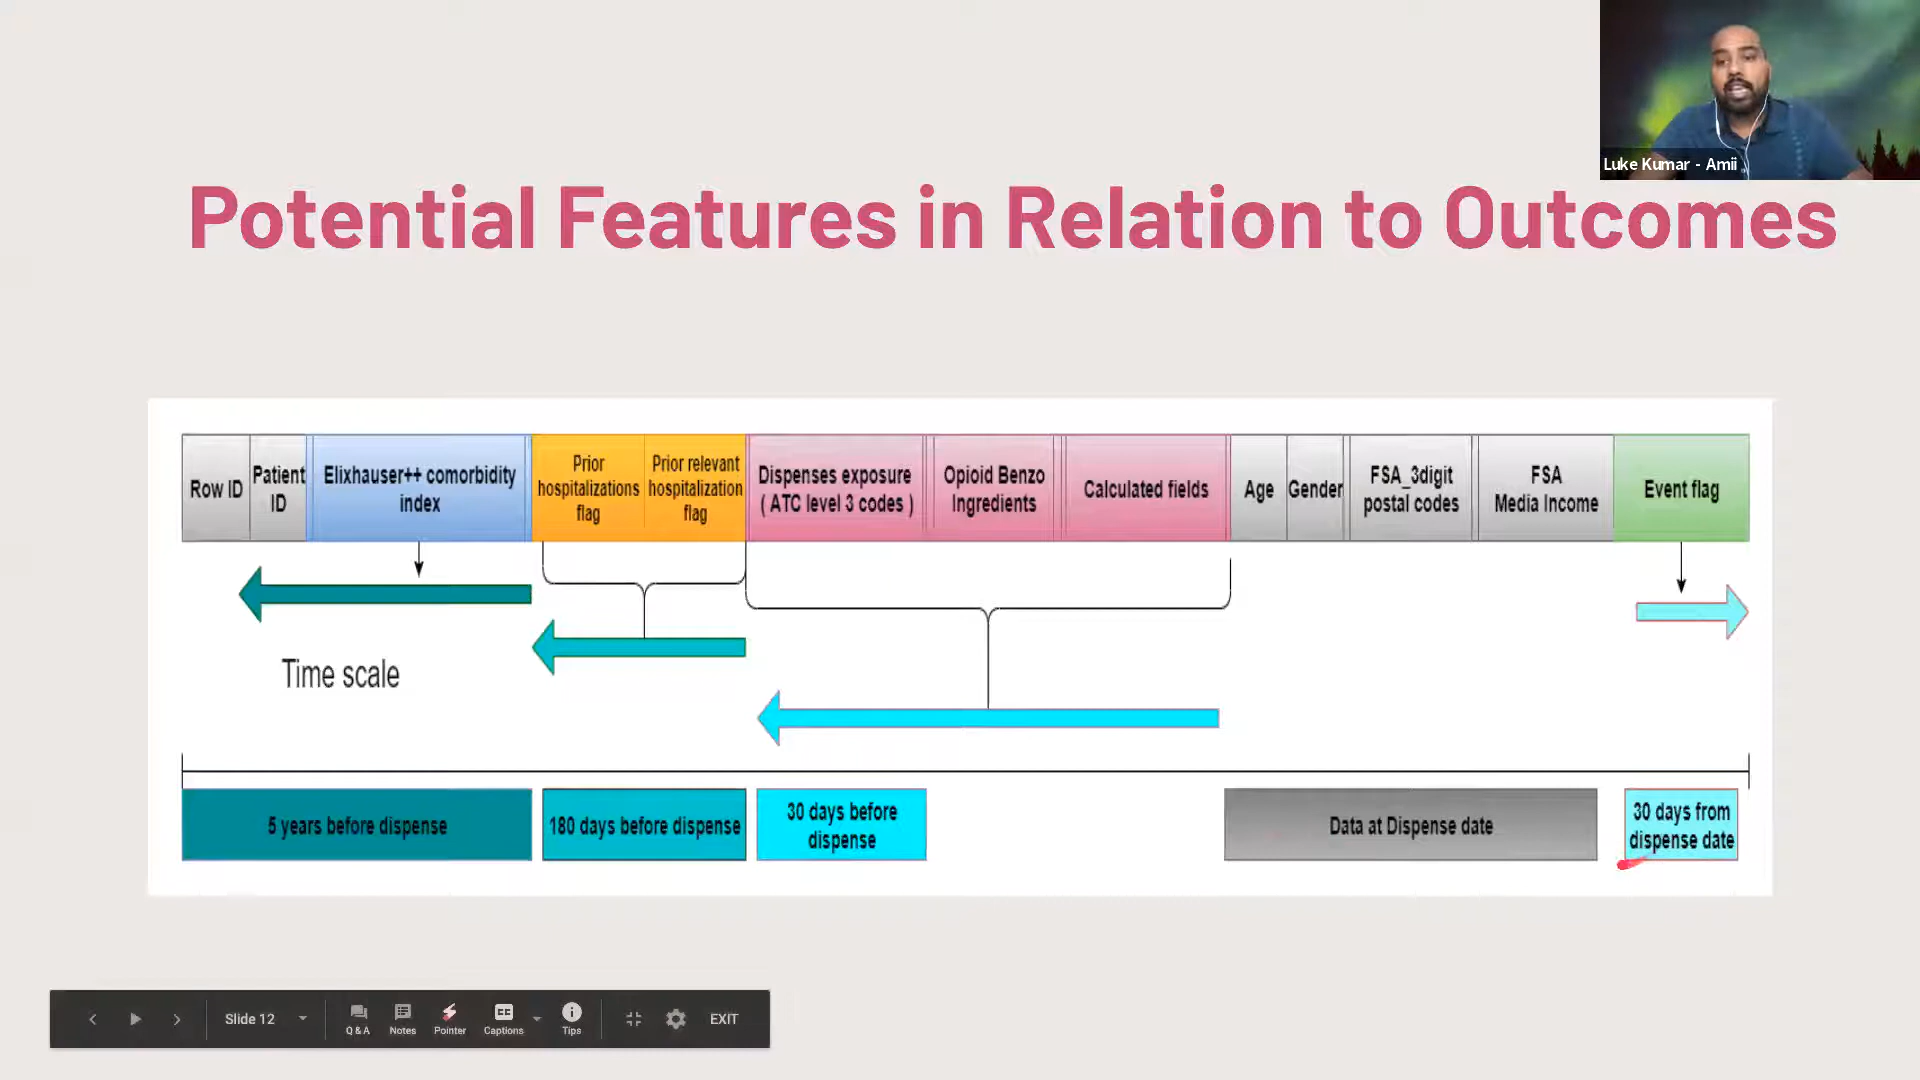 Luke Kumar - Amii
Potential Features in Relation to Outcomes
Row ID
Patient
ID
Elixhauser++ comorbidity
index
Prior
hospitalizations
flag
Prior relevant
hospitalization
flag
Dispenses exposure
( ATC level 3 codes )
Opioid Benzo
Ingredients
Calculated fields
Age
Gender
FSA_3digit
postal codes
FSA
Media Income
Event flag
Time scale
5 years before dispense
180 days before dispense
30 days before
dispense
Data at Dispense date
30 days from
dispense date
Slide 12
Q & A
Notes
Pointer
CC
Captions
Tips
EXIT